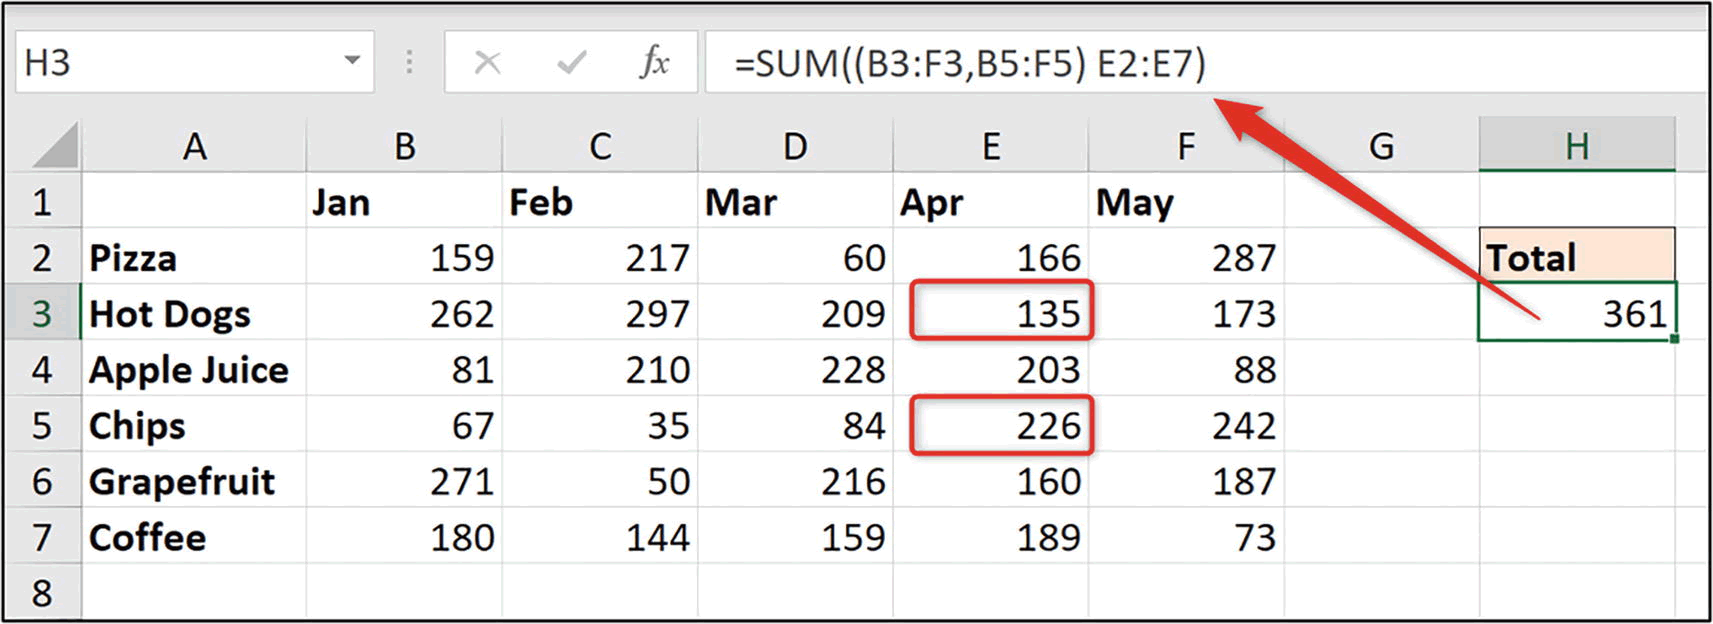 H3 fx =SUM((B3:F3,B5:F5) E2:E7)
A B C D E F G H
1 Jan Feb Mar Apr May
2 Pizza 159 217 60 166 287 Total
3 Hot Dogs 262 297 209 135 173 361
4 Apple Juice 81 210 228 203 88
5 Chips 67 35 84 226 242
6 Grapefruit 271 50 216 160 187
7 Coffee 180 144 159 189 73
8